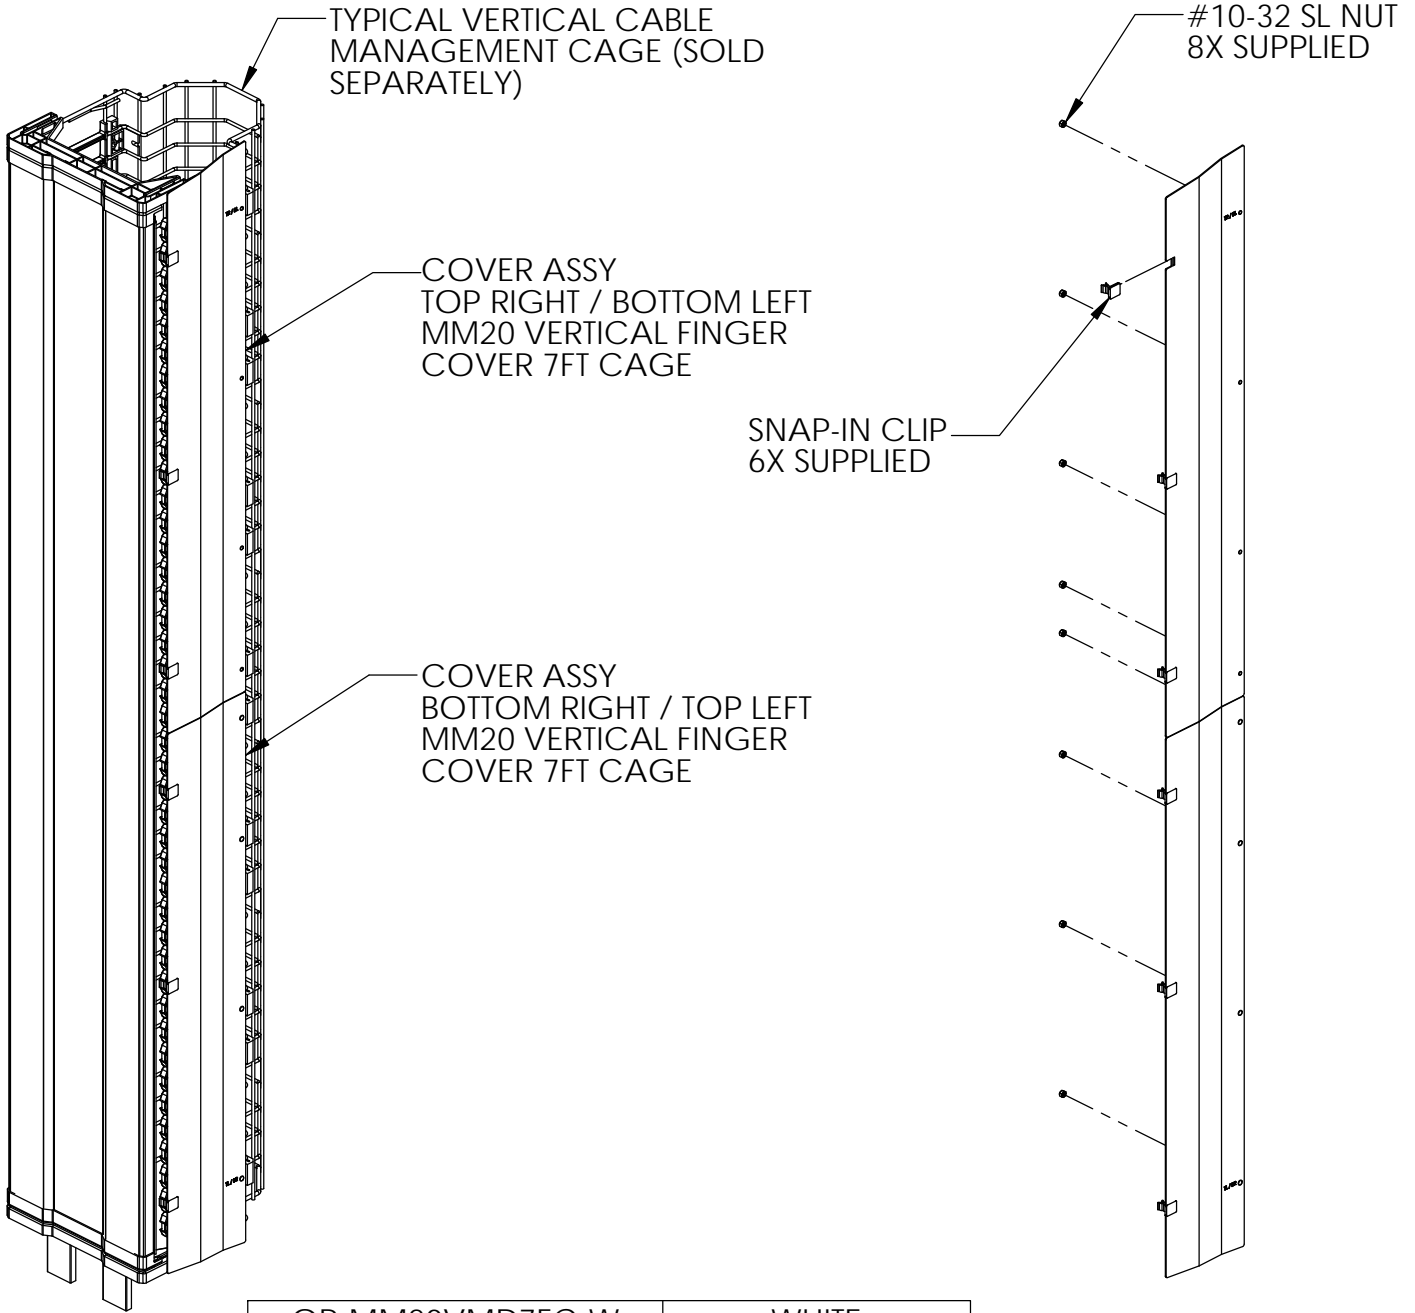 TYPICAL VERTICAL CABLE
MANAGEMENT CAGE (SOLD
SEPARATELY)
#10-32 SL NUT
8X SUPPLIED
COVER ASSY
TOP RIGHT / BOTTOM LEFT
MM20 VERTICAL FINGER
COVER 7FT CAGE
SNAP-IN CLIP
6X SUPPLIED
COVER ASSY
BOTTOM RIGHT / TOP LEFT
MM20 VERTICAL FINGER
COVER 7FT CAGE
WHITE